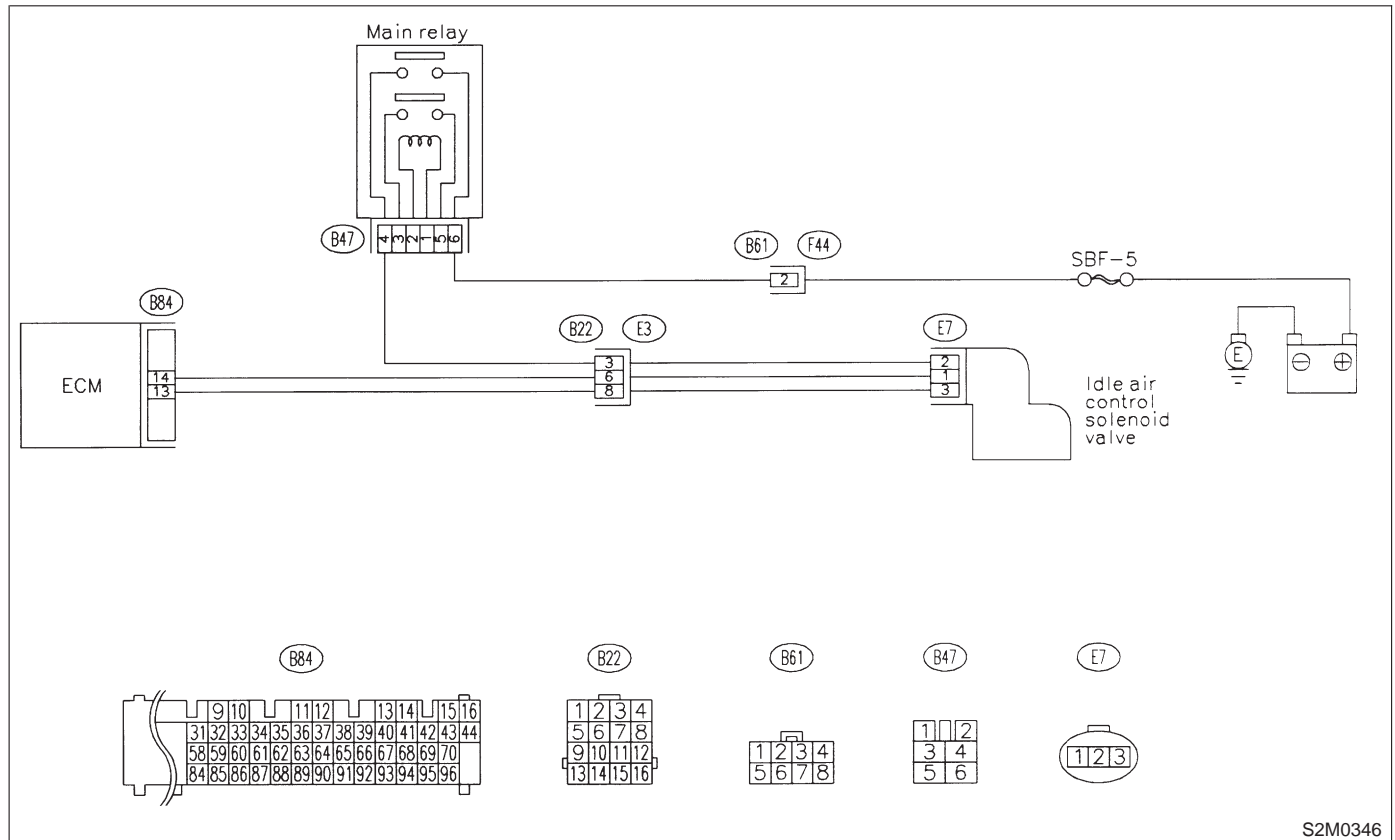 Main relay
B47
4 3 2 1 5 6
B61 F44
2
SBF-5
B84
B22 E3
E7
E
⊖ ⊕
ECM
14
13
3
6
8
2
1
3
Idle air
control
solenoid
valve
B84
B22
B61
B47
E7
9 10 11 12 13 14 15 16
31 32 33 34 35 36 37 38 39 40 41 42 43 44
58 59 60 61 62 63 64 65 66 67 68 69 70
84 85 86 87 88 89 90 91 92 93 94 95 96
1 2 3 4
5 6 7 8
9 10 11 12
13 14 15 16
1 2 3 4
5 6 7 8
1 2
3 4
5 6
1 2 3
S2M0346